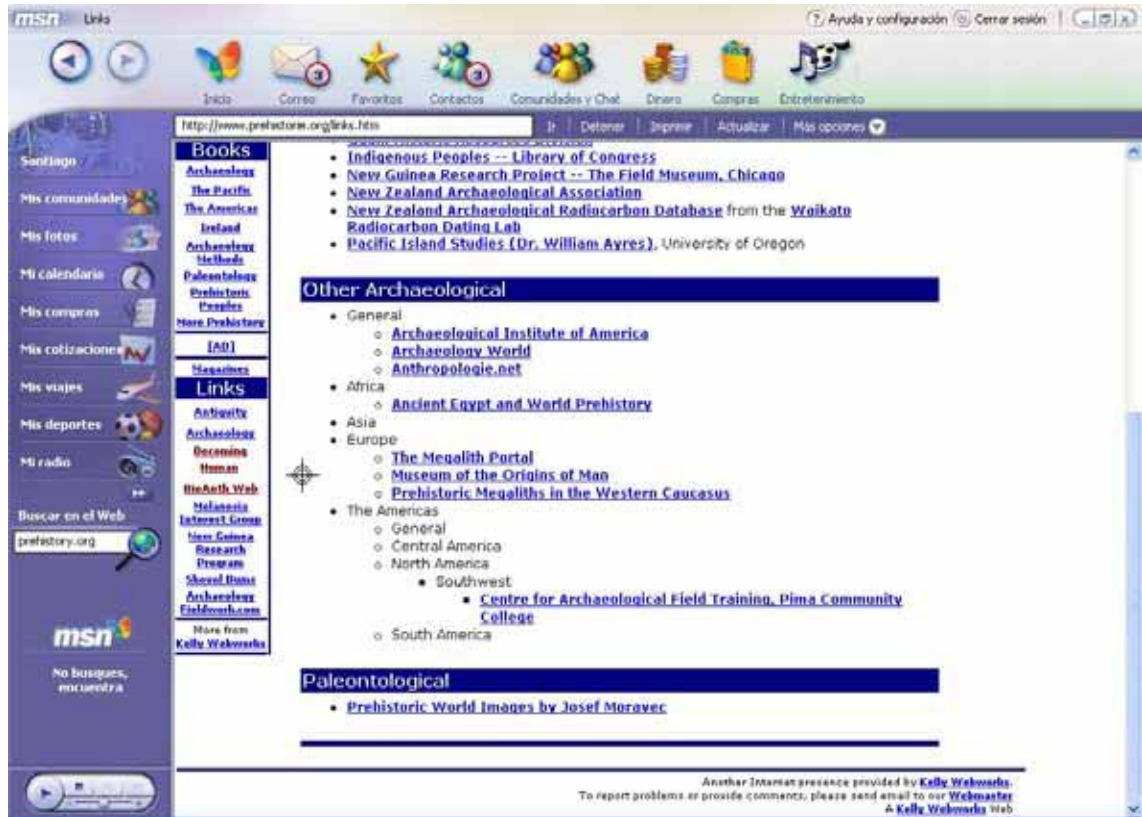 msn Links
Ayuda y configuración Cerrar sesión
3 3
Inicio Correo Favoritos Contactos Comunidades y Chat Dinero Compras Entretenimiento
Ir Detener Imprimir Actualizar Más opciones
Santiago
Mis comunidades
Mis fotos
Mi calendario
Mis compras
Mis cotizaciones
Mis viajes
Mis deportes
Mi radio
Buscar en el Web
prehistory.org
msn
No busques,
encuentra
Books
Archaeology
The Pacific
The Americas
Ireland
Archaeology
Methods
Paleontology
Prehistoric
Peoples
More Prehistory
[AD]
Magazines
Links
Antiquity
Archaeology
Becoming
Human
BioAnth Web
Melanesia
Interest Group
New Guinea
Research
Program
Shovel Bums
Archaeology
Fieldwork.com
More from
Kelly Webworks
Indigenous Peoples -- Library of Congress
New Guinea Research Project -- The Field Museum, Chicago
New Zealand Archaeological Association
New Zealand Archaeological Radiocarbon Database from the Waikato
Radiocarbon Dating Lab
Pacific Island Studies (Dr. William Ayres), University of Oregon
Other Archaeological
General
Archaeological Institute of America
Archaeology World
Anthropologie.net
Africa
Ancient Egypt and World Prehistory
Asia
Europe
The Megalith Portal
Museum of the Origins of Man
Prehistoric Megaliths in the Western Caucasus
The Americas
General
Central America
North America
Southwest
Centre for Archaeological Field Training, Pima Community
College
South America
Paleontological
Prehistoric World Images by Josef Moravec
Another Internet presence provided by Kelly Webworks.
To report problems or provide comments, please send email to our Webmaster
A Kelly Webworks Web